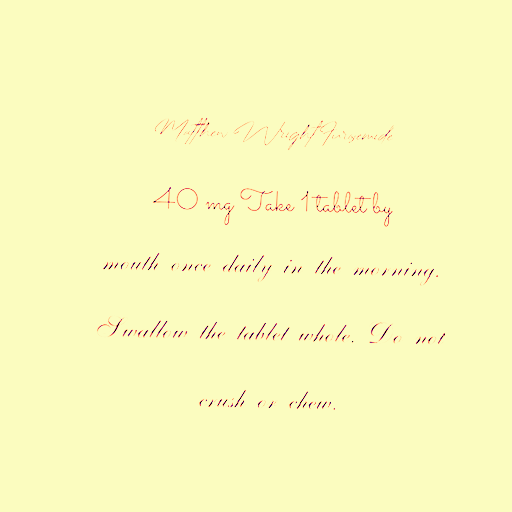 Matthew Wright Furosemide
40 mg Take 1 tablet by
mouth once daily in the morning.
Swallow the tablet whole. Do not
crush or chew.